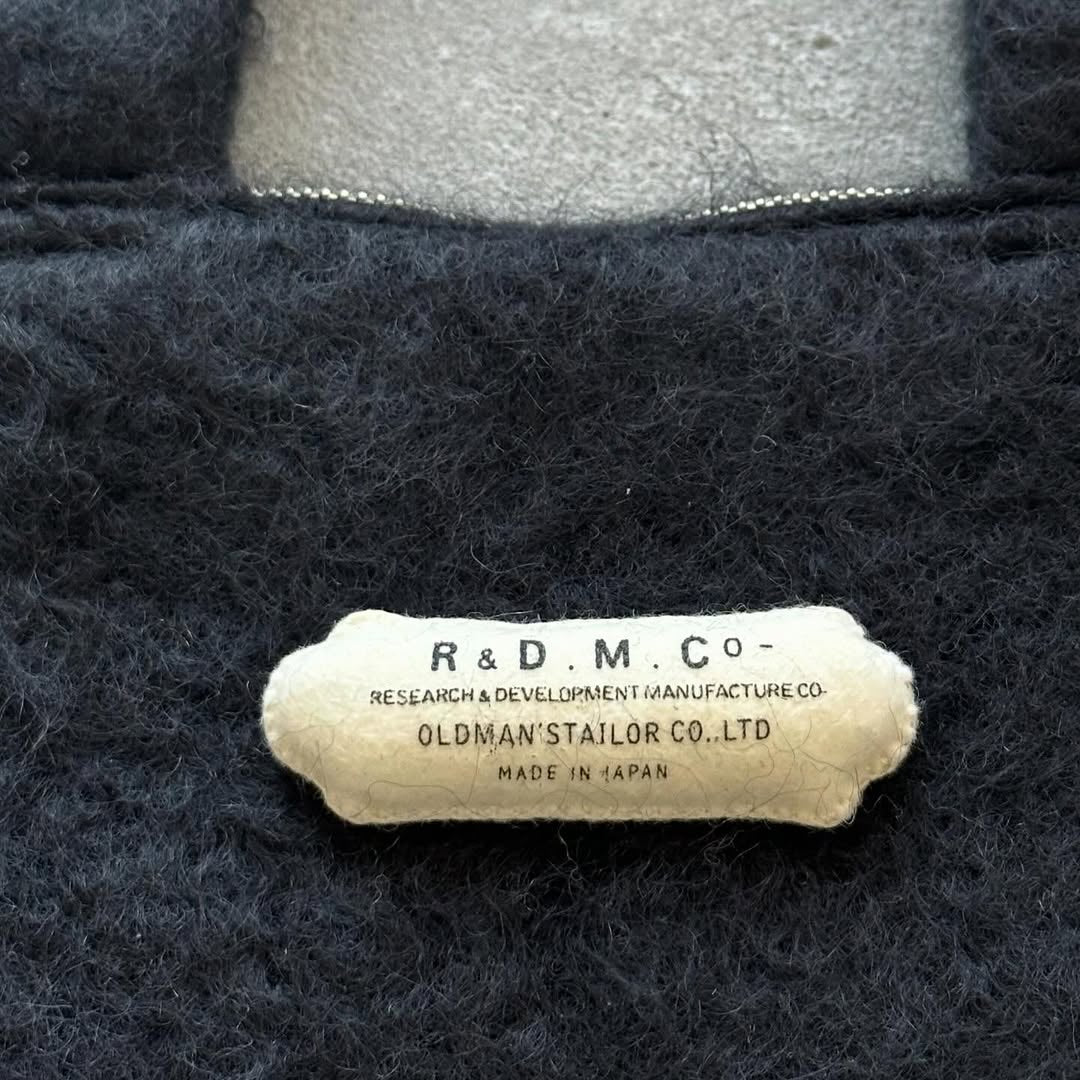 R & D . M . Co -
RESEARCH & DEVELOPMENT MANUFACTURE CO-
OLDMAN'STAILOR CO.,LTD
MADE IN JAPAN